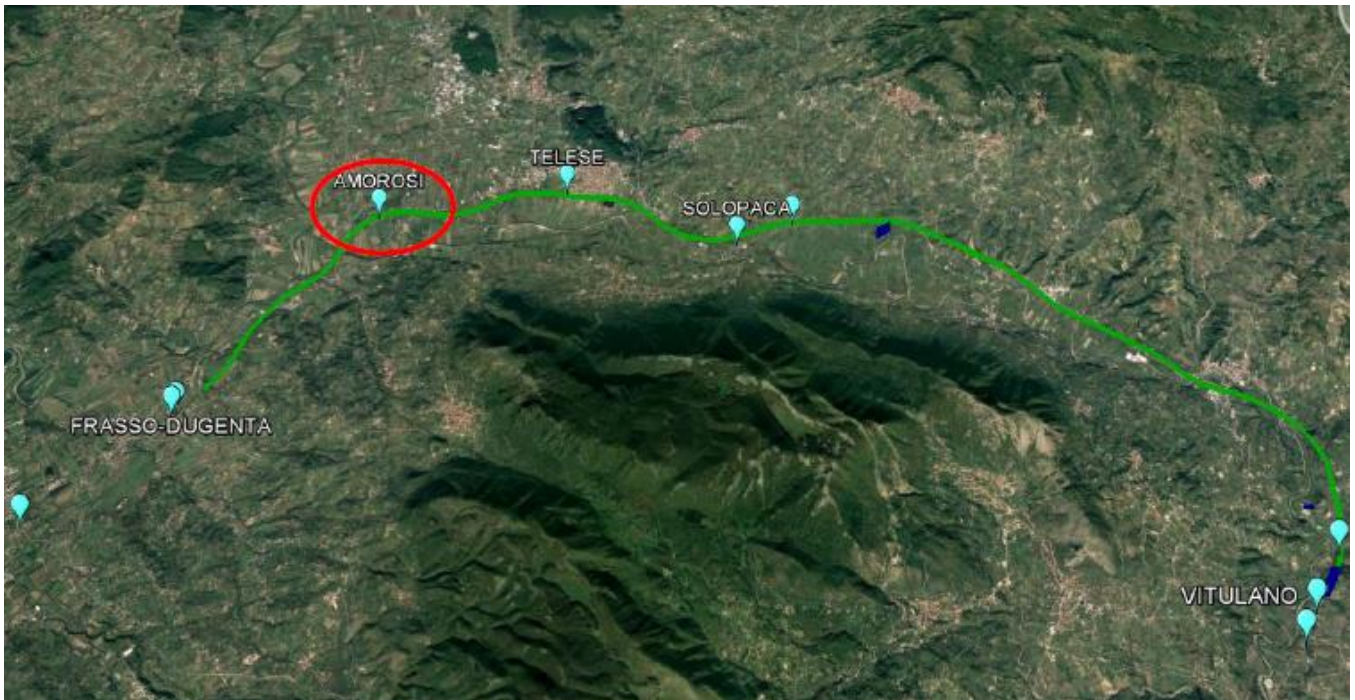 AMOROSI
TELESE
SOLOPACA
FRASSO-DUGENTA
VITULANO